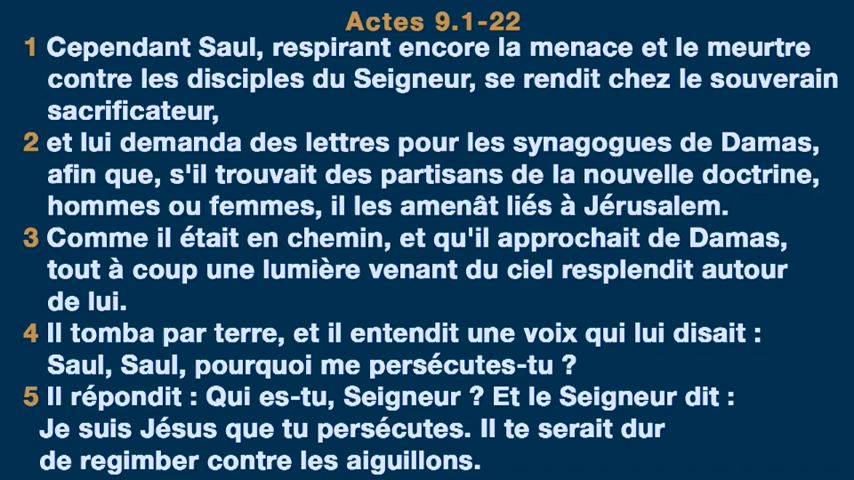 Actes 9.1-22
1 Cependant Saul, respirant encore la menace et le meurtre
contre les disciples du Seigneur, se rendit chez le souverain
sacrificateur,
2 et lui demanda des lettres pour les synagogues de Damas,
afin que, s'il trouvait des partisans de la nouvelle doctrine,
hommes ou femmes, il les amenât liés à Jérusalem.
3 Comme il était en chemin, et qu'il approchait de Damas,
tout à coup une lumière venant du ciel resplendit autour
de lui.
4 Il tomba par terre, et il entendit une voix qui lui disait :
Saul, Saul, pourquoi me persécutes-tu ?
5 Il répondit : Qui es-tu, Seigneur ? Et le Seigneur dit :
Je suis Jésus que tu persécutes. Il te serait dur
de regimber contre les aiguillons.